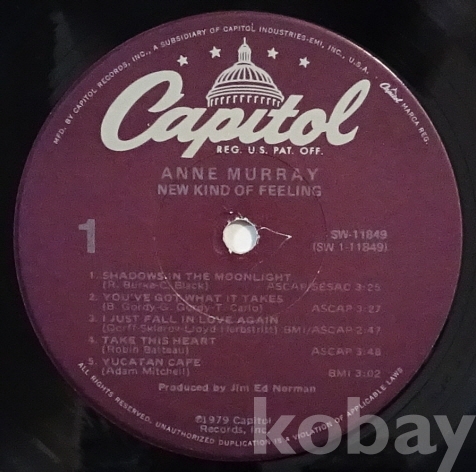 MFD. BY CAPITOL RECORDS, INC., A SUBSIDIARY OF CAPITOL INDUSTRIES-EMI, INC., U.S.A.
Capitol MARCA REG.
Capitol
REG. U.S. PAT. OFF.
ANNE MURRAY
NEW KIND OF FEELING
1
SW-11849
(SW 1-11849)
1. SHADOWS IN THE MOONLIGHT
(R. Burke-C. Black) ASCAP/SESAC 3:25
2. YOU'VE GOT WHAT IT TAKES
(B. Gordy-G. Gordy-T. Carlo) ASCAP 3:27
3. I JUST FALL IN LOVE AGAIN
(Dorff-Sklerov-Lloyd-Herbstritt) BMI/ASCAP 2:47
4. TAKE THIS HEART
(Robin Batteau) ASCAP 3:48
5. YUCATAN CAFE
(Adam Mitchell) BMI 3:02
Produced by Jim Ed Norman
©1979 Capitol
Records, Inc.
ALL RIGHTS RESERVED. UNAUTHORIZED DUPLICATION IS A VIOLATION OF APPLICABLE LAWS
kobay